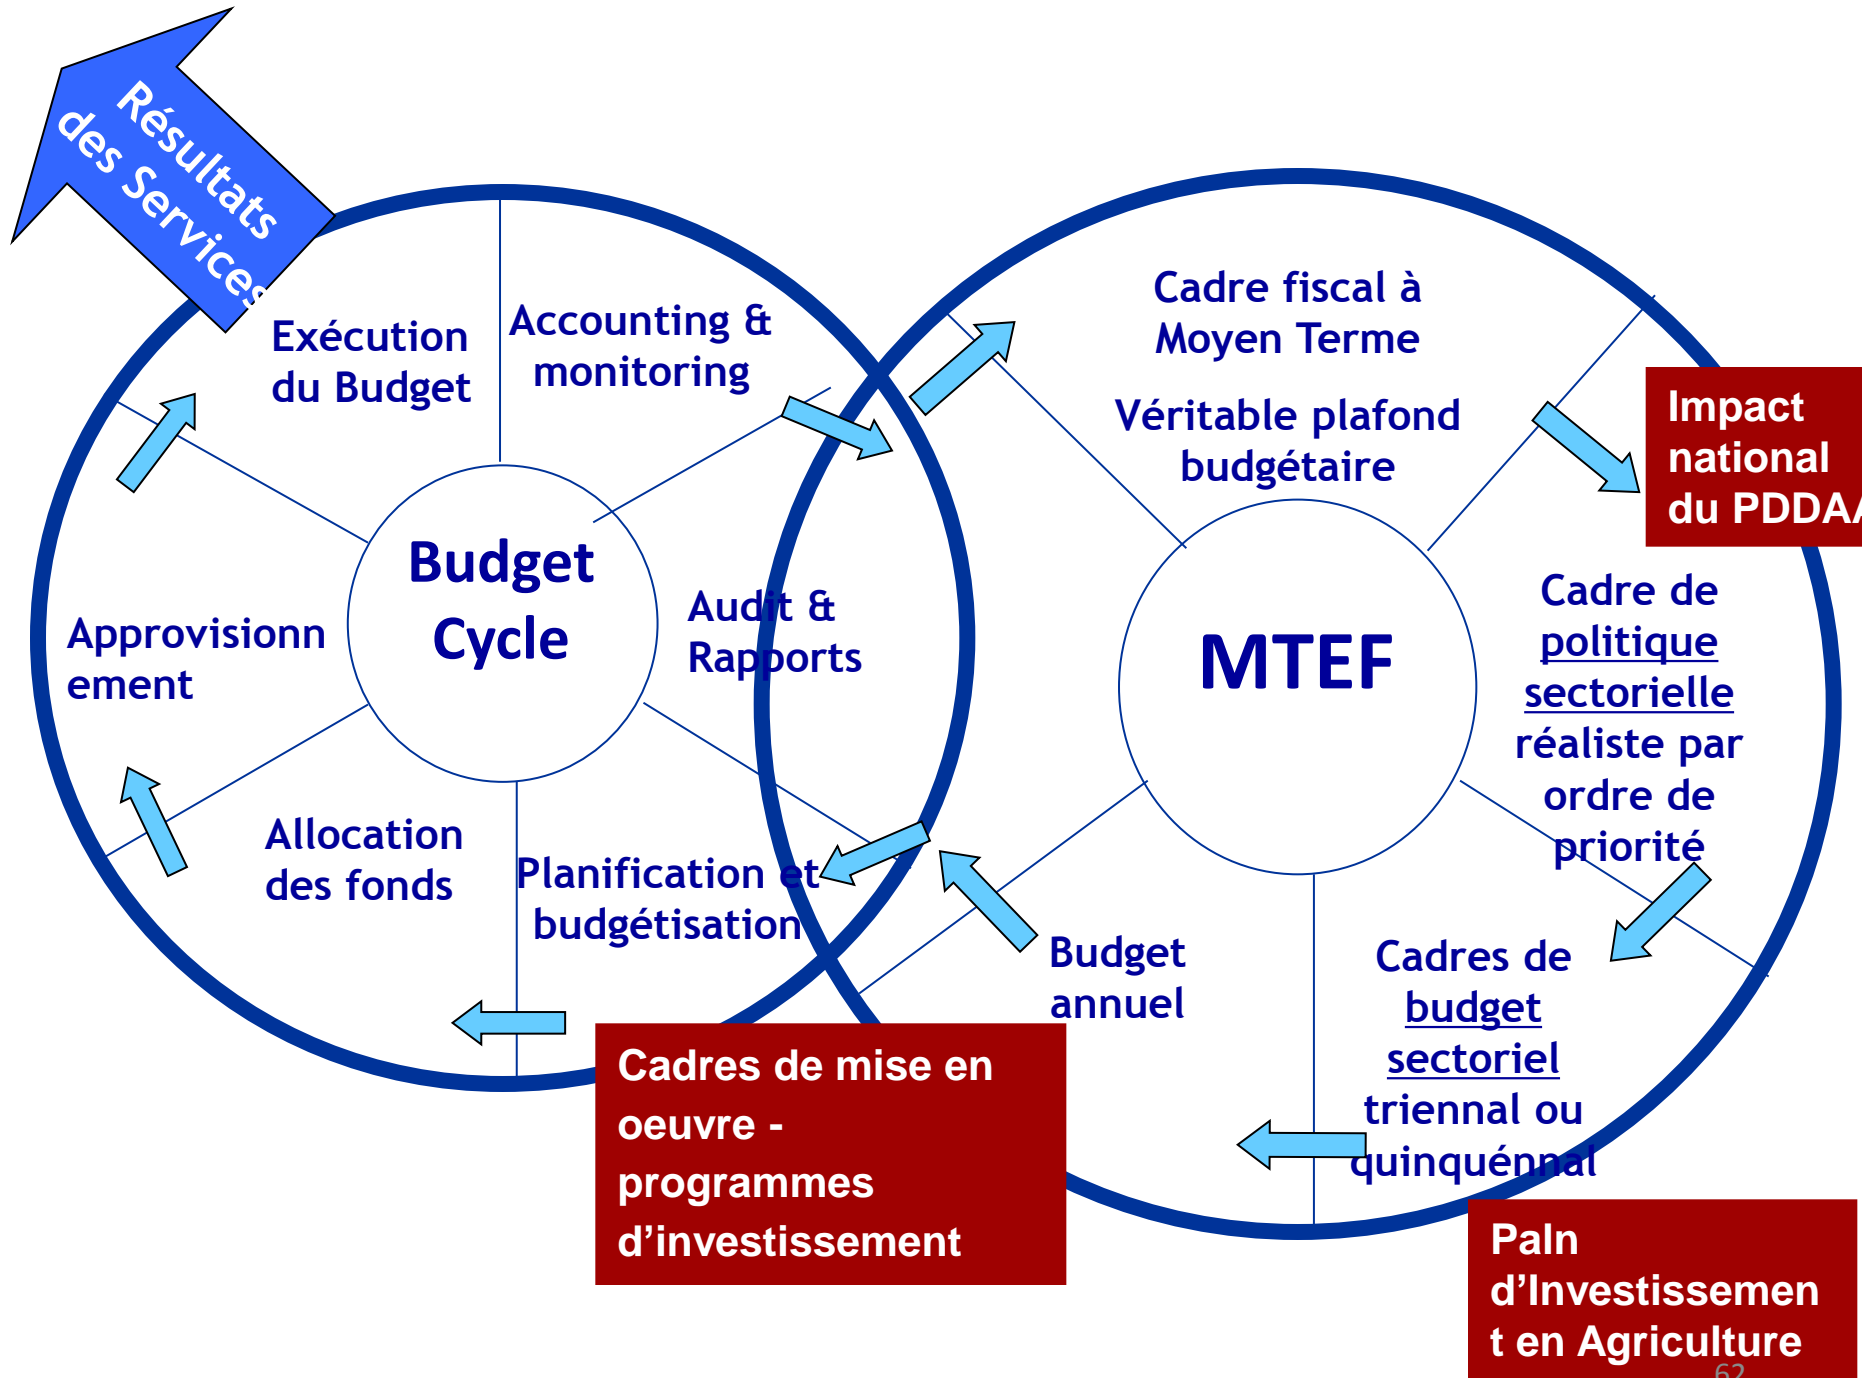 Résultats
des Services
Exécution
du Budget
Accounting &
monitoring
Budget
Cycle
Audit &
Rapports
Approvisionn
ement
Allocation
des fonds
Planification et
budgétisation
Cadre fiscal à
Moyen Terme
Véritable plafond
budgétaire
Impact
national
du PDDAA
MTEF
Cadre de
politique
sectorielle
réaliste par
ordre de
priorité
Budget
annuel
Cadres de
budget
sectoriel
triennal ou
quinquénnal
Cadres de mise en
oeuvre -
programmes
d’investissement
Paln
d’Investissemen
t en Agriculture
62